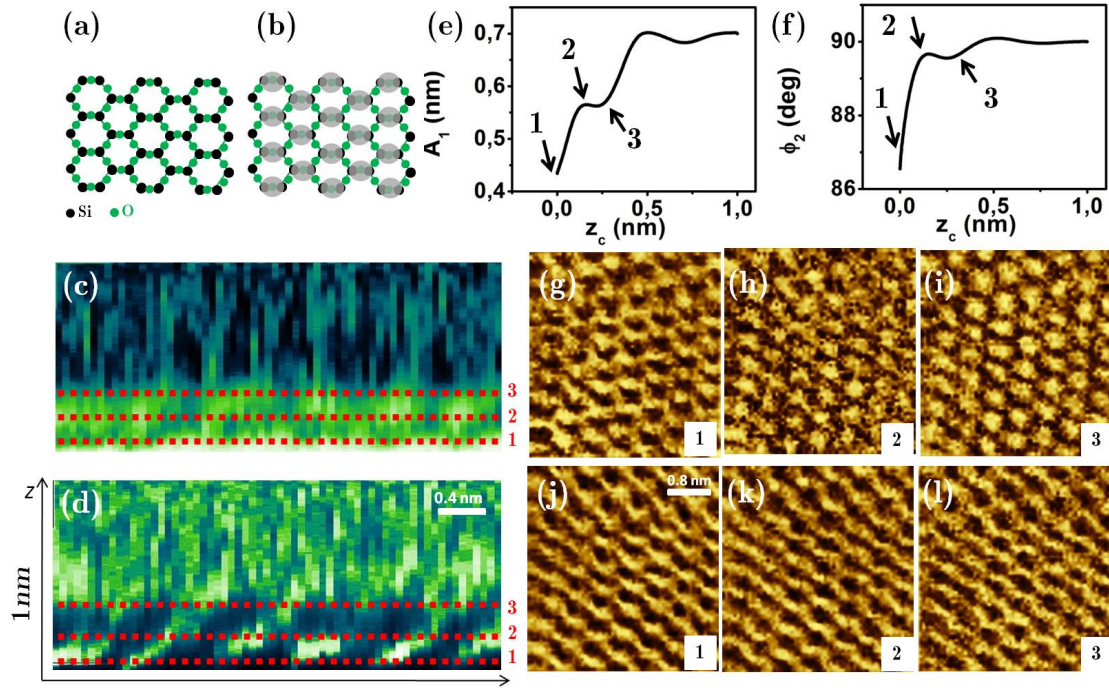 (a)
(b)
Si
O
(e)
A1 (nm)
0,7
0,6
0,5
0,4
1
2
3
0,0
0,5
1,0
zc (nm)
(f)
ϕ2 (deg)
90
88
86
1
2
3
0,0
0,5
1,0
zc (nm)
(c)
3
2
1
(d)
z
1nm
0.4 nm
3
2
1
(g)
1
(h)
2
(i)
3
(j)
0.8 nm
1
(k)
2
(l)
3